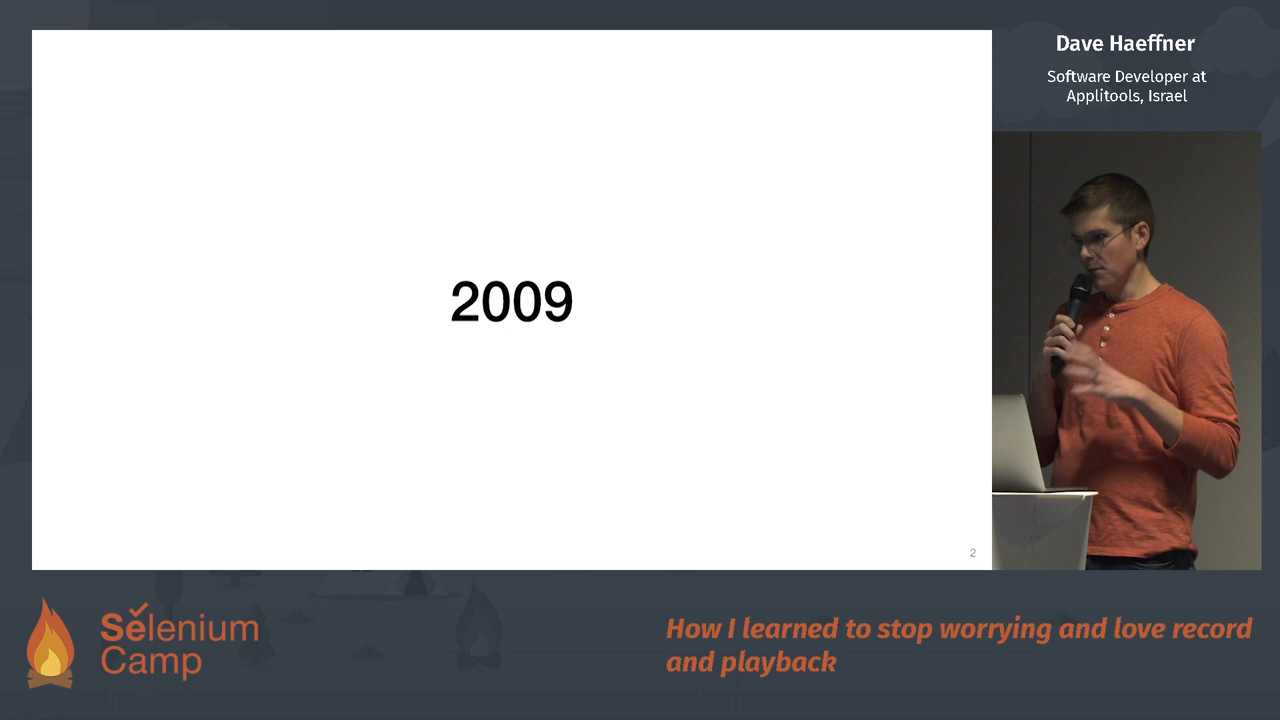 Dave Haeffner
Software Developer at
Applitools, Israel
2009
2
Selenium
Camp
How I learned to stop worrying and love record
and playback